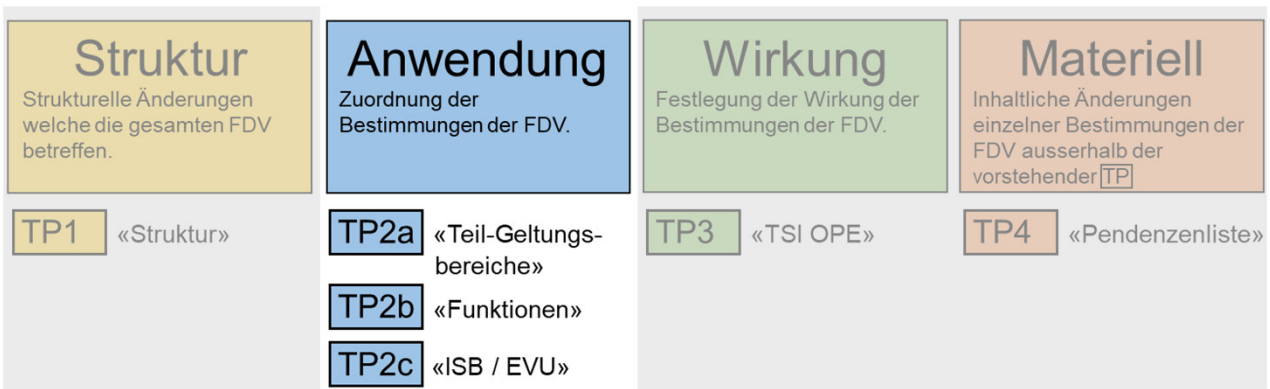 Struktur
Strukturelle Änderungen
welche die gesamten FDV
betreffen.
TP1 «Struktur»
Anwendung
Zuordnung der
Bestimmungen der FDV.
TP2a «Teil-Geltungs-
bereiche»
TP2b «Funktionen»
TP2c «ISB / EVU»
Wirkung
Festlegung der Wirkung der
Bestimmungen der FDV.
TP3 «TSI OPE»
Materiell
Inhaltliche Änderungen
einzelner Bestimmungen der
FDV ausserhalb der
vorstehender TP
TP4 «Pendenzenliste»